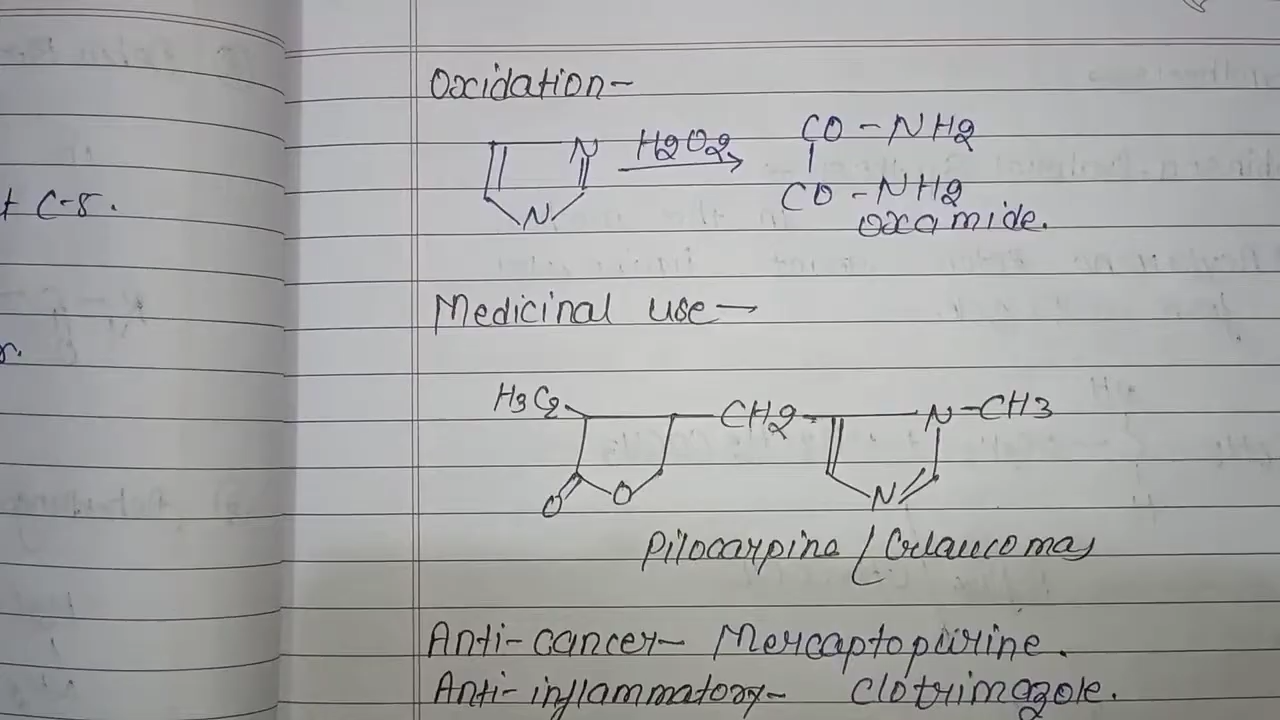 Oxidation-
N H2O2 CO-NH2
N CO-NH2
Oxamide.
t C-5.
Medicinal use-
r.
H3C2 CH2 N-CH3
O O N
Pilocarpine (Glaucoma)
Anti-cancer- Mercaptopurine.
Anti-inflammatory- Clotrimazole.